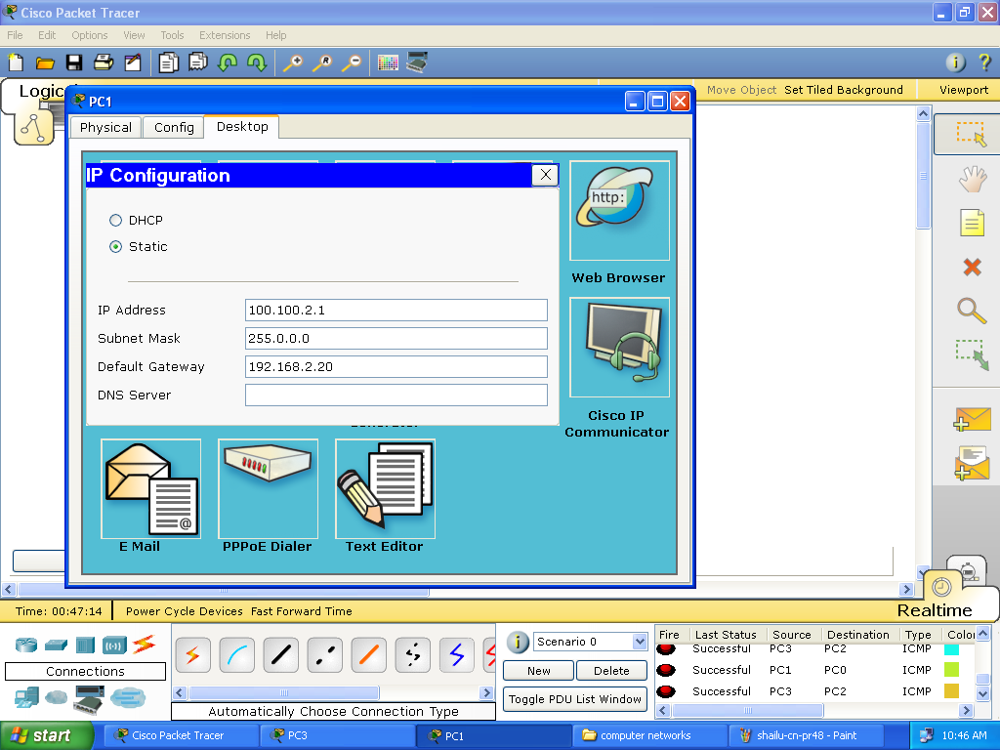 Cisco Packet Tracer
File Edit Options View Tools Extensions Help
Move Object Set Tiled Background Viewport
PC1
Physical Config Desktop
IP Configuration
DHCP
Static
IP Address 100.100.2.1
Subnet Mask 255.0.0.0
Default Gateway 192.168.2.20
DNS Server
http:
Web Browser
Cisco IP
Communicator
E Mail PPPoE Dialer Text Editor
Time: 00:47:14 Power Cycle Devices Fast Forward Time
Realtime
Connections
Automatically Choose Connection Type
Scenario 0
New Delete
Toggle PDU List Window
Fire Last Status Source Destination Type
Successful PC3 PC2 ICMP
Successful PC1 PC0 ICMP
Successful PC3 PC2 ICMP
start Cisco Packet Tracer PC3 PC1 computer networks shailu-cn-pr48 - Paint 10:46 AM